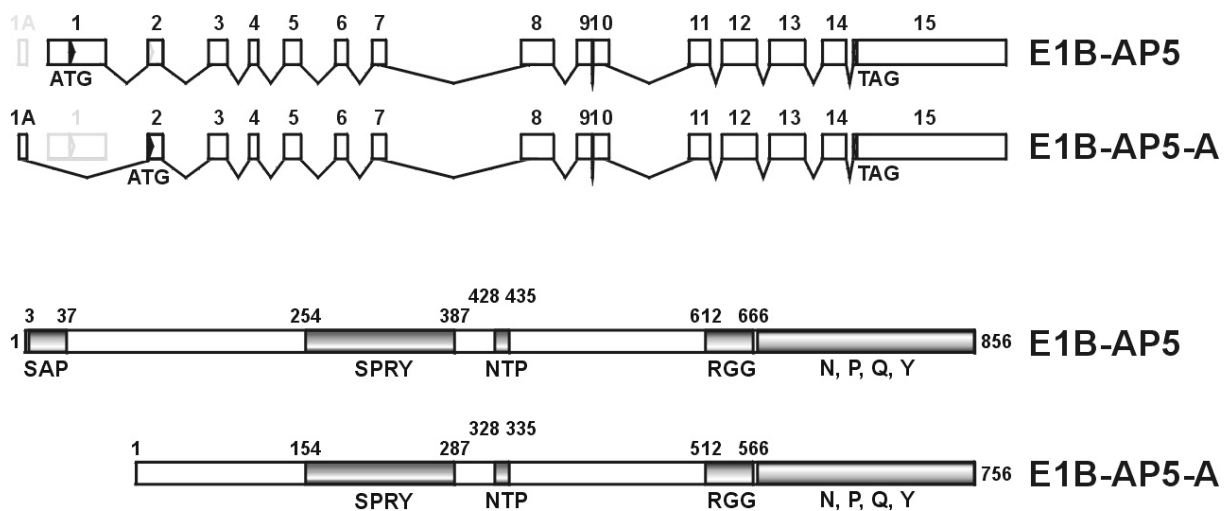 1A 1 2 3 4 5 6 7 8 9 10 11 12 13 14 15
E1B-AP5
ATG TAG
1A 1 2 3 4 5 6 7 8 9 10 11 12 13 14 15
E1B-AP5-A
ATG TAG
428 435
3 37 254 387 612 666
1 856 E1B-AP5
SAP SPRY NTP RGG N, P, Q, Y
328 335
1 154 287 512 566
756 E1B-AP5-A
SPRY NTP RGG N, P, Q, Y